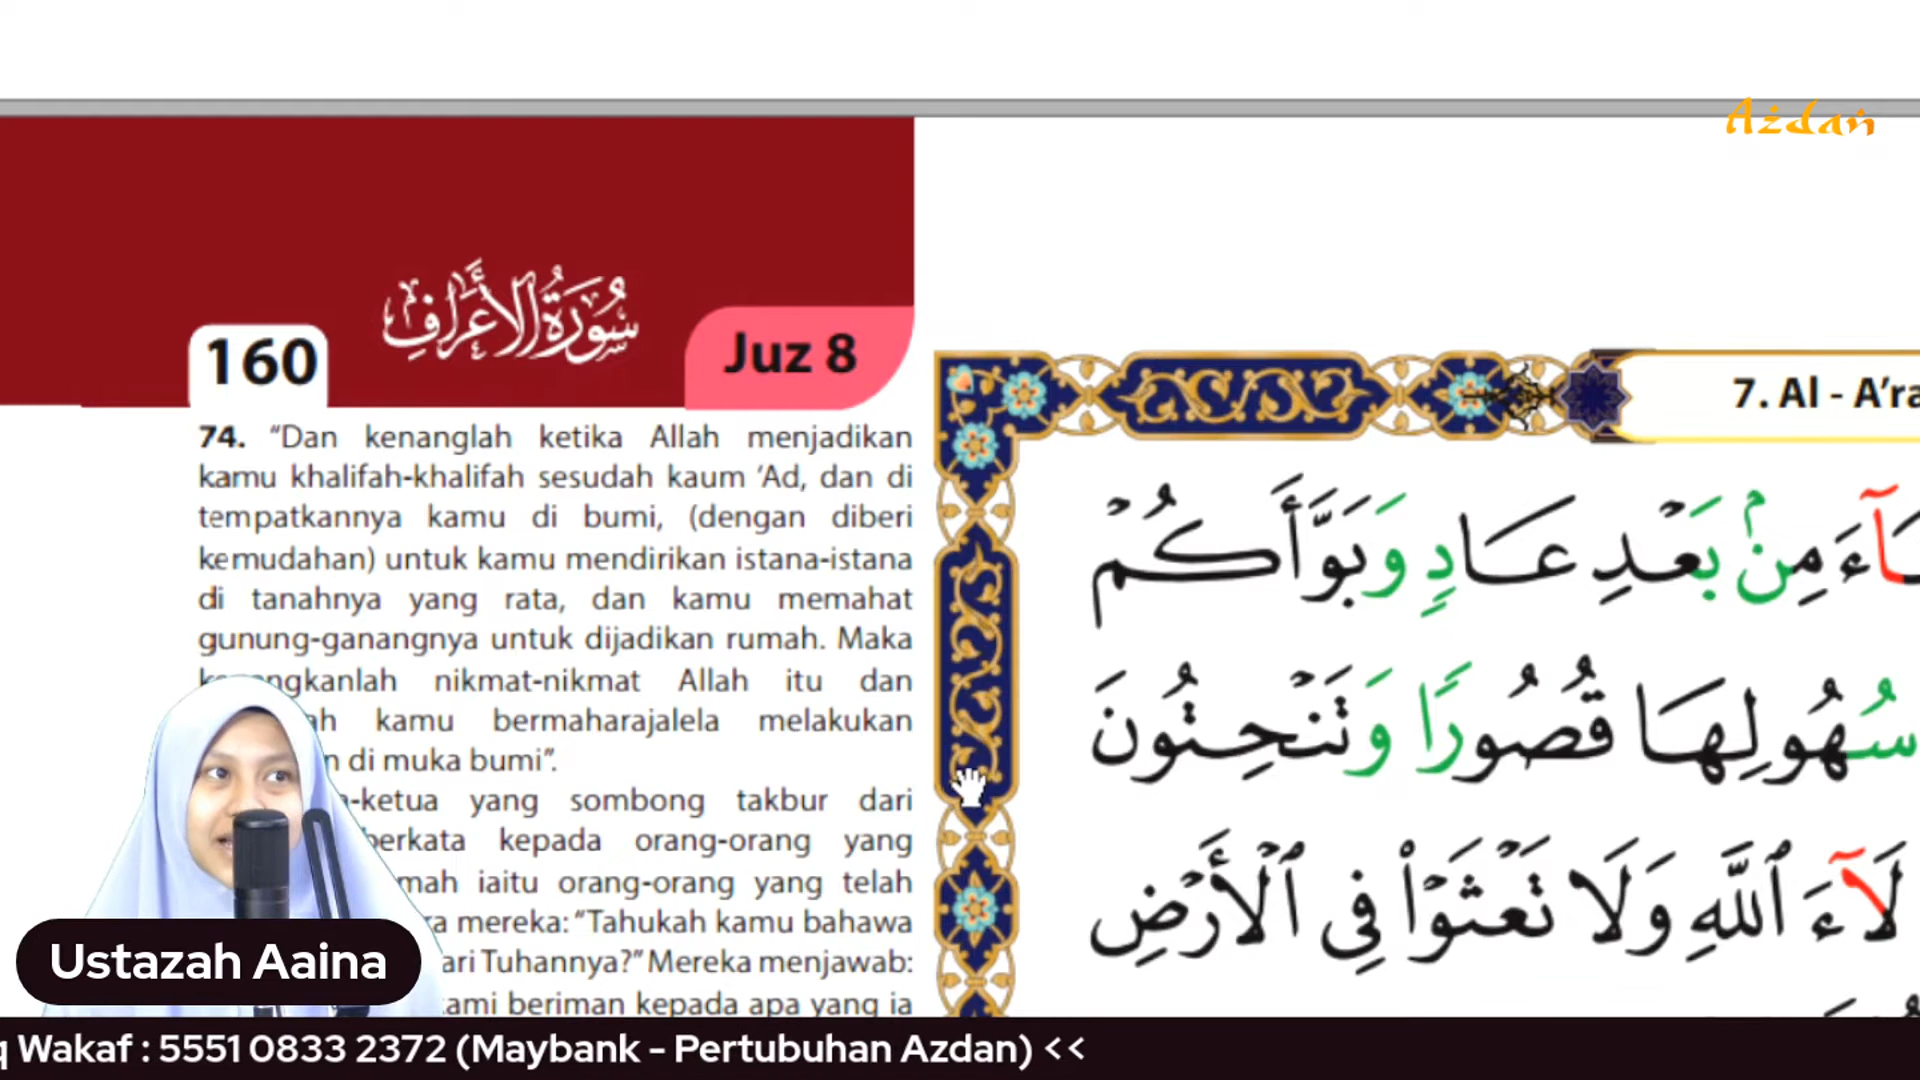 Azdan
سُورَةُ الأَعْرَافِ
160
Juz 8
74. “Dan kenanglah ketika Allah menjadikan
kamu khalifah-khalifah sesudah kaum ‘Ad, dan di
tempatkannya kamu di bumi, (dengan diberi
kemudahan) untuk kamu mendirikan istana-istana
di tanahnya yang rata, dan kamu memahat
gunung-ganangnya untuk dijadikan rumah. Maka
nikmat-nikmat Allah itu dan
kamu bermaharajalela melakukan
di muka bumi”.
-ketua yang sombong takbur dari
berkata kepada orang-orang yang
mah iaitu orang-orang yang telah
mereka: “Tahukah kamu bahawa
ari Tuhannya?” Mereka menjawab:
kami beriman kepada apa yang ia
7. Al - A’ra
مِنۢ بَعْدِ عَادٍ وَبَوَّأَكُمْ
سُهُولِهَا قُصُورًا وَتَنْحِتُونَ
ٱللَّهِ وَلَا تَعْثَوْا۟ فِى ٱلْأَرْضِ
Ustazah Aaina
q Wakaf : 5551 0833 2372 (Maybank - Pertubuhan Azdan) <<